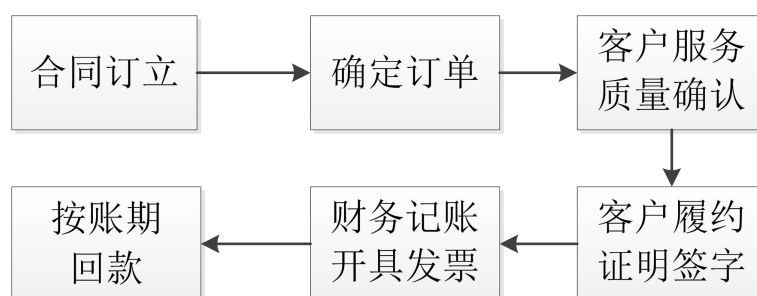 合同订立
确定订单
客户服务
质量确认
客户履约
证明签字
财务记账
开具发票
按账期
回款